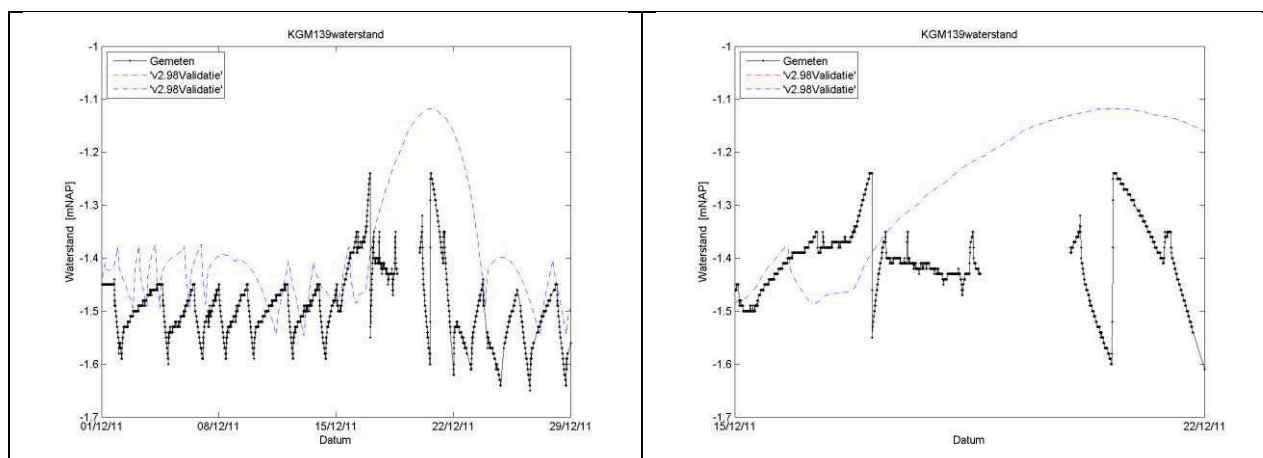 KGM139waterstand
Gemeten
'v2.98Validatie'
'v2.98Validatie'
Waterstand [mNAP]
-1
-1.1
-1.2
-1.3
-1.4
-1.5
-1.6
-1.7
01/12/11 08/12/11 15/12/11 22/12/11 29/12/11
Datum
KGM139waterstand
Gemeten
'v2.98Validatie'
'v2.98Validatie'
Waterstand [mNAP]
-1
-1.1
-1.2
-1.3
-1.4
-1.5
-1.6
-1.7
15/12/11 22/12/11
Datum